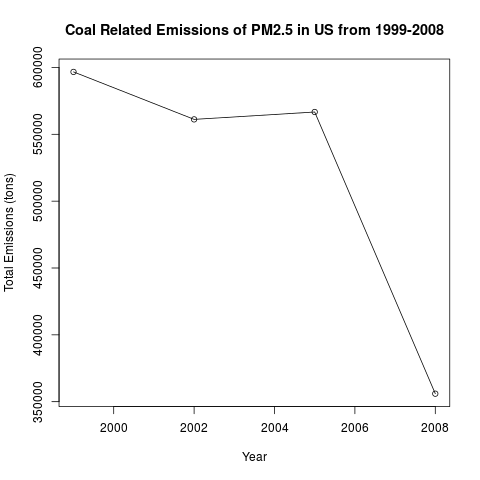 Coal Related Emissions of PM2.5 in US from 1999-2008
Total Emissions (tons)
600000
550000
500000
450000
400000
350000
2000 2002 2004 2006 2008
Year